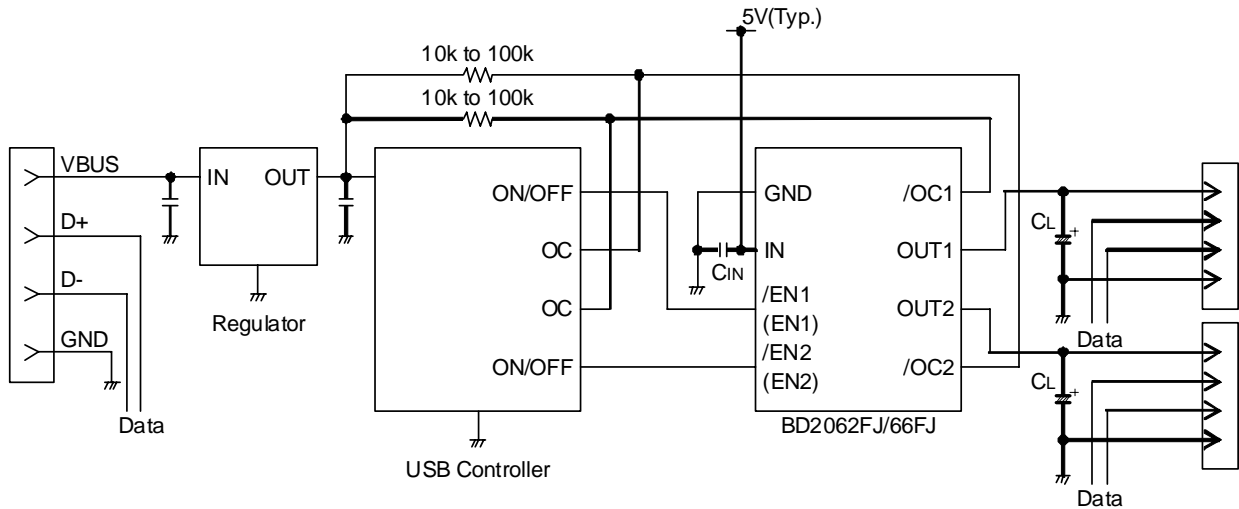 5V(Typ.)
10k to 100k
10k to 100k
VBUS
D+
D-
GND
Data
IN
OUT
Regulator
ON/OFF
OC
OC
ON/OFF
USB Controller
CIN
GND
IN
/EN1
(EN1)
/EN2
(EN2)
/OC1
OUT1
OUT2
/OC2
BD2062FJ/66FJ
CL
+
Data
CL
+
Data